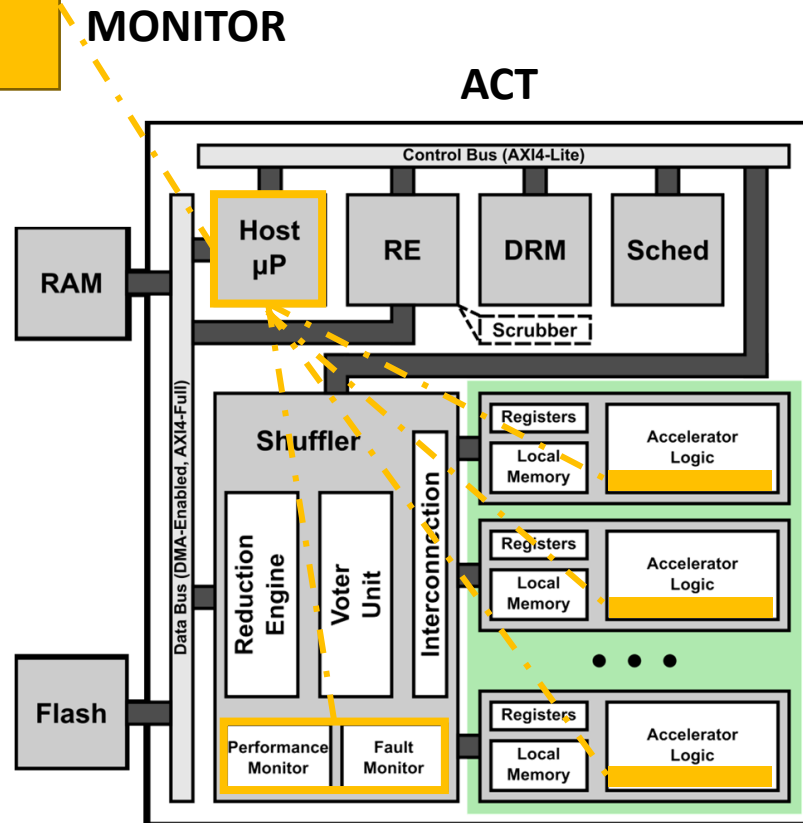 MONITOR
ACT
Control Bus (AXI4-Lite)
Host
µP
RE
DRM
Sched
RAM
Scrubber
Data Bus (DMA-Enabled, AXI4-Full)
Shuffler
Reduction
Engine
Voter
Unit
Interconnection
Performance
Monitor
Fault
Monitor
Flash
Registers
Local
Memory
Accelerator
Logic
Registers
Local
Memory
Accelerator
Logic
Registers
Local
Memory
Accelerator
Logic